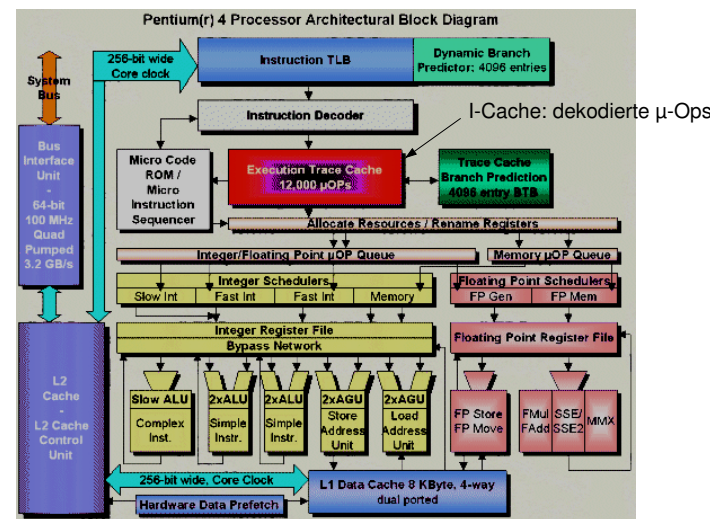 Pentium(r) 4 Processor Architectural Block Diagram
256-bit wide
Core clock
Instruction TLB
Dynamic Branch
Predictor; 4096 entries
System
Bus
Instruction Decoder
I-Cache: dekodierte µ-Ops
Bus
Interface
Unit
-
64-bit
100 MHz
Quad
Pumped
3.2 GB/s
Micro Code
ROM /
Micro
Instruction
Sequencer
Execution Trace Cache
12,000 µOPs
Trace Cache
Branch Prediction
4096 entry BTB
Allocate Resources / Rename Registers
Integer/Floating Point µOP Queue
Memory µOP Queue
Integer Schedulers
Floating Point Schedulers
Slow Int
Fast Int
Fast Int
Memory
FP Gen
FP Mem
Integer Register File
Bypass Network
Floating Point Register File
L2
Cache
-
L2 Cache
Control
Unit
Slow ALU
Complex
Inst.
2xALU
Simple
Instr.
2xALU
Simple
Instr.
2xAGU
Store
Address
Unit
2xAGU
Load
Address
Unit
FP Store
FP Move
FMul
FAdd
SSE/
SSE2
MMX
256-bit wide, Core Clock
L1 Data Cache 8 KByte, 4-way
dual ported
Hardware Data Prefetch